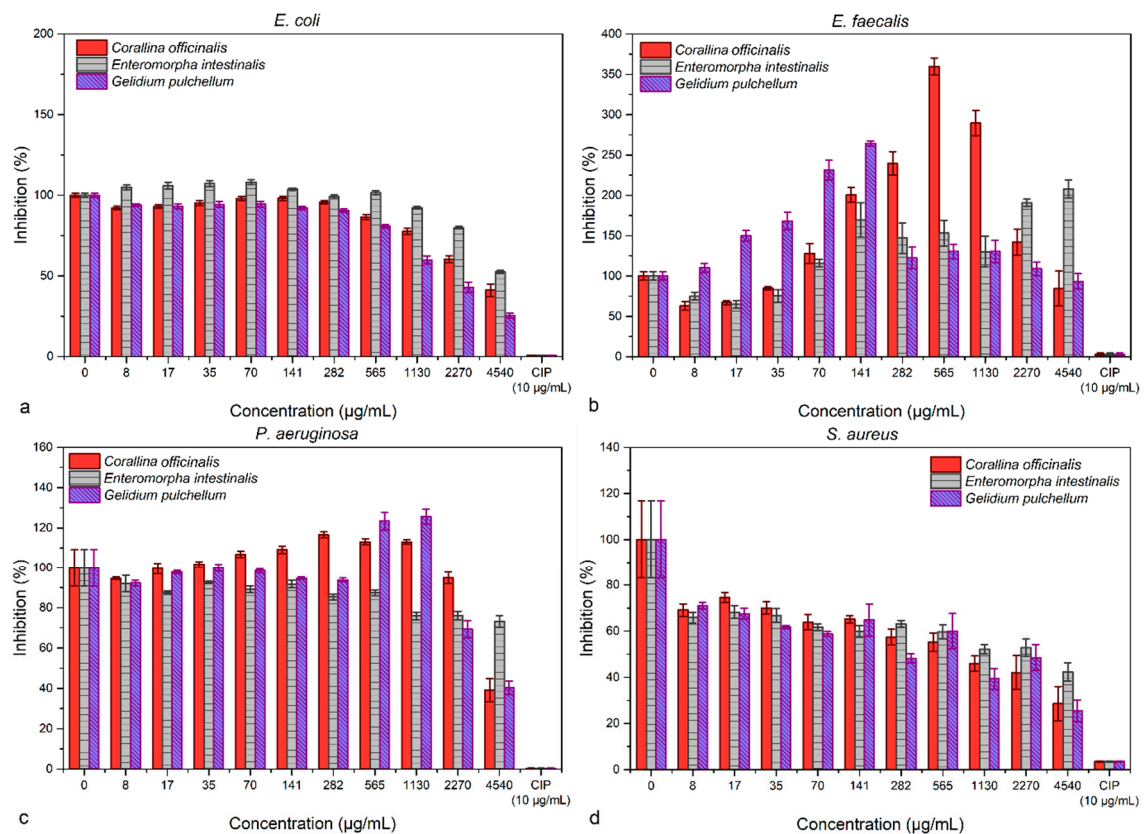 E. coli
200
150
100
50
0
Inhibition (%)
Corallina officinalis
Enteromorpha intestinalis
Gelidium pulchellum
0 8 17 35 70 141 282 565 1130 2270 4540 CIP
(10 µg/mL)
Concentration (µg/mL)
a
E. faecalis
400
350
300
250
200
150
100
50
0
Inhibition (%)
Corallina officinalis
Enteromorpha intestinalis
Gelidium pulchellum
0 8 17 35 70 141 282 565 1130 2270 4540 CIP
(10 µg/mL)
Concentration (µg/mL)
b
P. aeruginosa
160
140
120
100
80
60
40
20
0
Inhibition (%)
Corallina officinalis
Enteromorpha intestinalis
Gelidium pulchellum
0 8 17 35 70 141 282 565 1130 2270 4540 CIP
(10 µg/mL)
Concentration (µg/mL)
c
S. aureus
140
120
100
80
60
40
20
0
Inhibition (%)
Corallina officinalis
Enteromorpha intestinalis
Gelidium pulchellum
0 8 17 35 70 141 282 565 1130 2270 4540 CIP
(10 µg/mL)
Concentration (µg/mL)
d